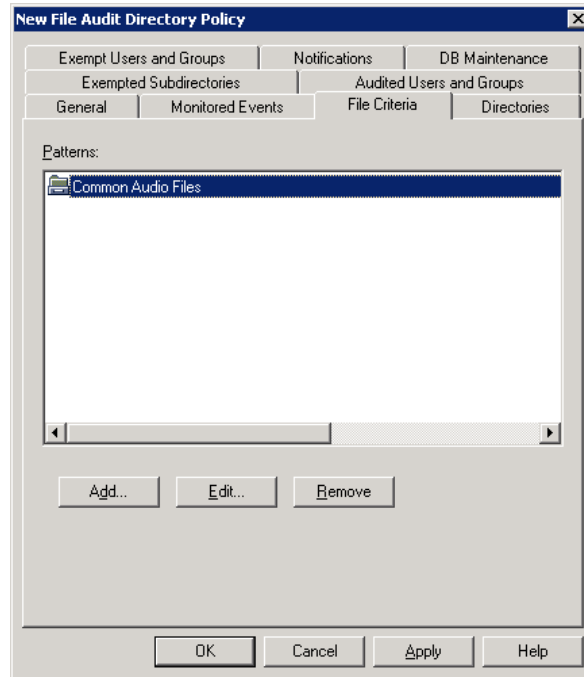 New File Audit Directory Policy
Exempt Users and Groups Notifications DB Maintenance
Exempted Subdirectories Audited Users and Groups
General Monitored Events File Criteria Directories
Patterns:
Common Audio Files
Add... Edit... Remove
OK Cancel Apply Help